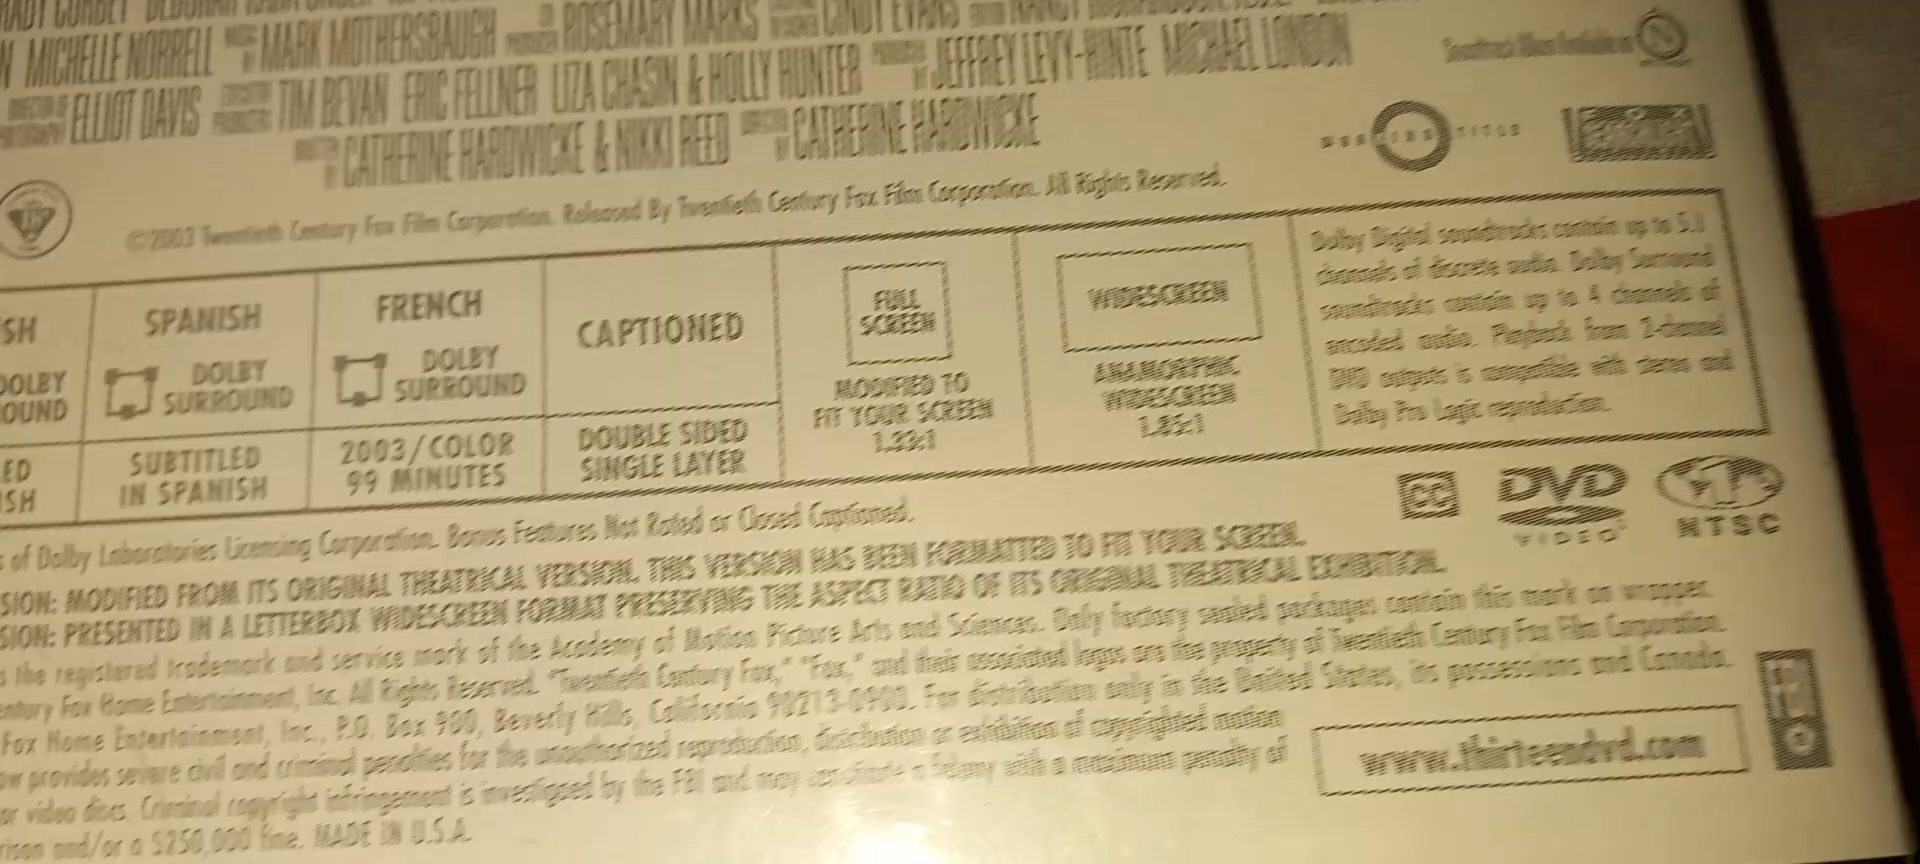 MICHELLE NORRELL MARK MOTHERSBAUGH ROSEMARY MARKS CINDY EVANS
ELLIOT DAVIS TIM BEVAN ERIC FELLNER LIZA CHASIN & HOLLY HUNTER JEFFREY LEVY-HINTE MICHAEL LONDON
CATHERINE HARDWICKE & NIKKI REED CATHERINE HARDWICKE
Soundtrack Album Available on
WORKING TITLE
©2003 Twentieth Century Fox Film Corporation. Released By Twentieth Century Fox Film Corporation. All Rights Reserved.
SH
DOLBY
OUND
ED
SH
SPANISH
DOLBY
SURROUND
SUBTITLED
IN SPANISH
FRENCH
DOLBY
SURROUND
2003/COLOR
99 MINUTES
CAPTIONED
DOUBLE SIDED
SINGLE LAYER
FULL
SCREEN
MODIFIED TO
FIT YOUR SCREEN
1.33:1
WIDESCREEN
ANAMORPHIC
WIDESCREEN
1.85:1
Dolby Digital soundtracks contain up to 5.1
channels of discrete audio. Dolby Surround
soundtracks contain up to 4 channels of
encoded audio. Playback from 2-channel
DVD outputs is compatible with stereo and
Dolby Pro Logic reproduction.
CC
DVD
VIDEO
NTSC
s of Dolby Laboratories Licensing Corporation. Bonus Features Not Rated or Closed Captioned.
SION: MODIFIED FROM ITS ORIGINAL THEATRICAL VERSION. THIS VERSION HAS BEEN FORMATTED TO FIT YOUR SCREEN.
SION: PRESENTED IN A LETTERBOX WIDESCREEN FORMAT PRESERVING THE ASPECT RATIO OF ITS ORIGINAL THEATRICAL EXHIBITION.
s the registered trademark and service mark of the Academy of Motion Picture Arts and Sciences. Only factory sealed packages contain this mark on wrapper.
entury Fox Home Entertainment, Inc. All Rights Reserved. "Twentieth Century Fox," "Fox," and their associated logos are the property of Twentieth Century Fox Film Corporation.
Fox Home Entertainment, Inc., P.O. Box 900, Beverly Hills, California 90213-0900. For distribution only in the United States, its possessions and Canada.
ow provides severe civil and criminal penalties for the unauthorized reproduction, distribution or exhibition of copyrighted motion
or video discs. Criminal copyright infringement is investigated by the FBI and may constitute a felony with a maximum penalty of
rison and/or a $250,000 fine. MADE IN U.S.A.
www.thirteendvd.com